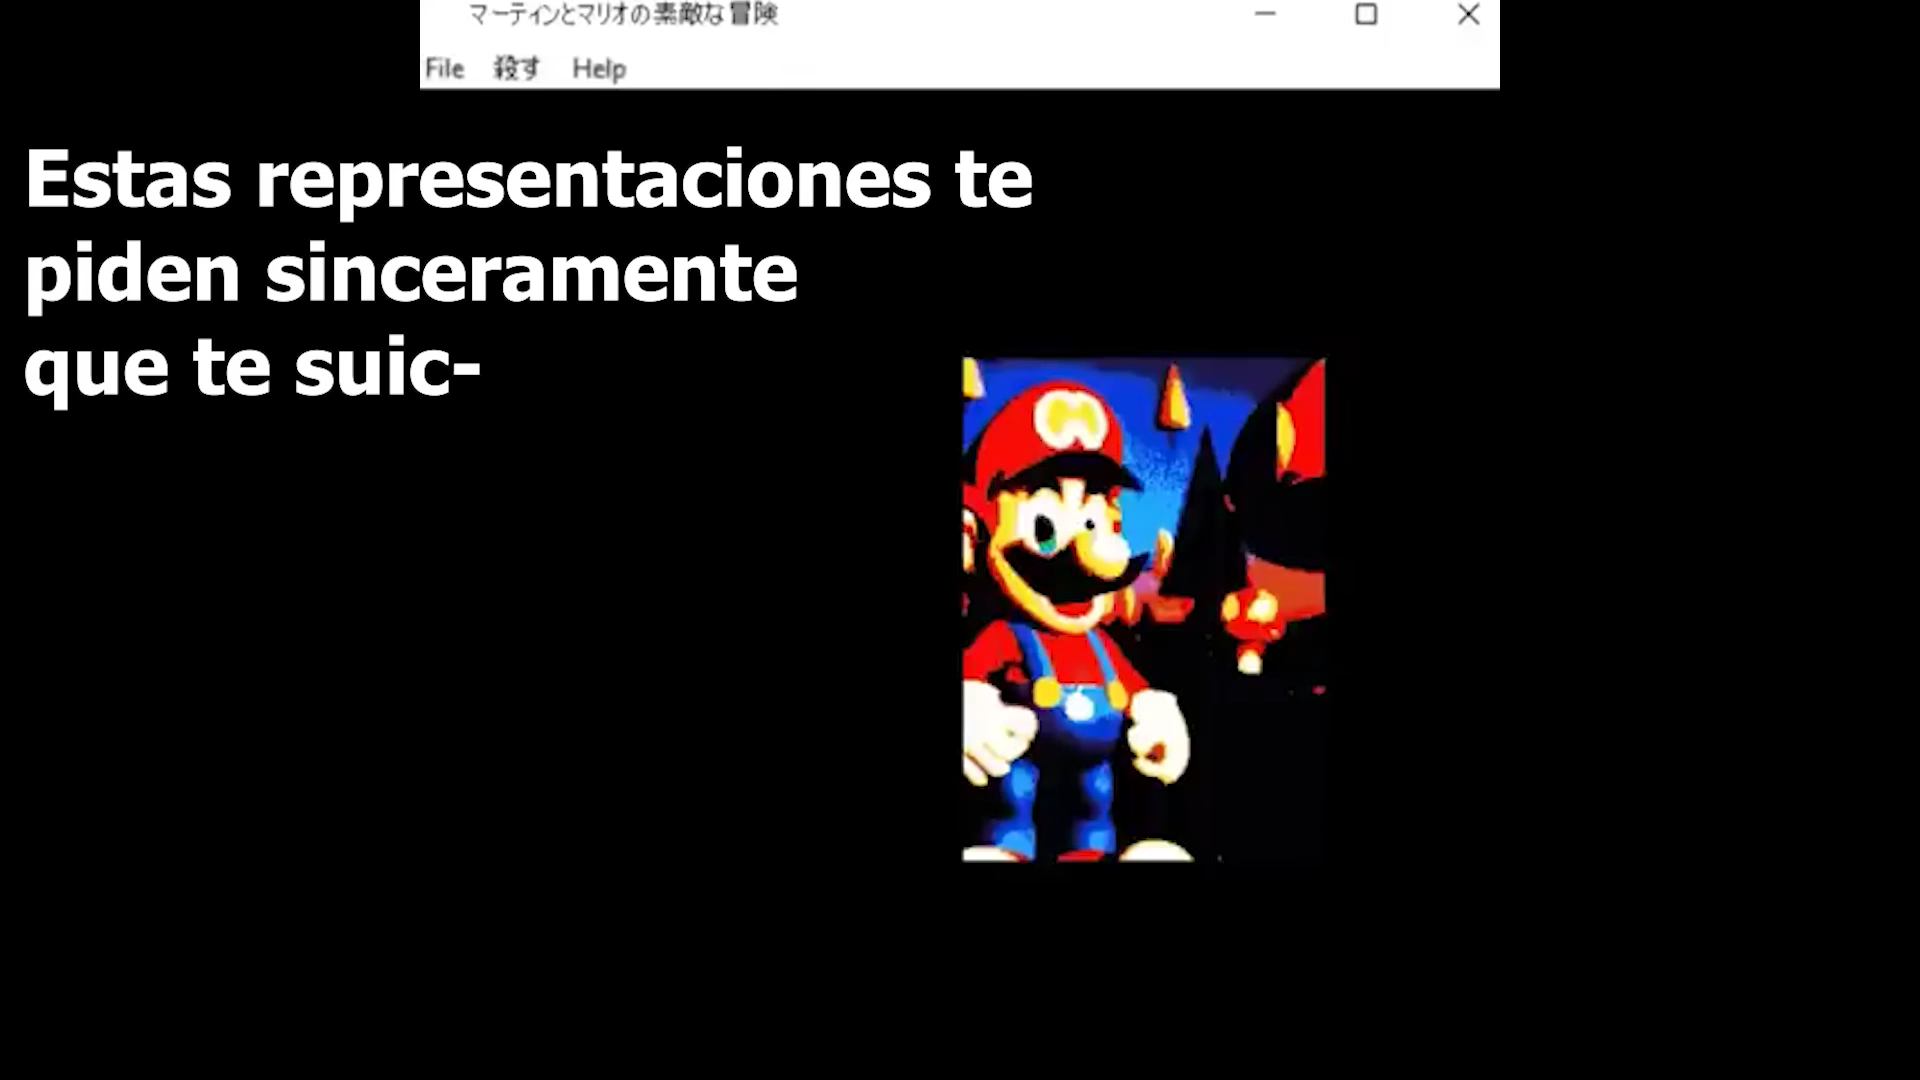 マーティンとマリオの素敵な冒険
File 殺す Help
Estas representaciones te
piden sinceramente
que te suic-